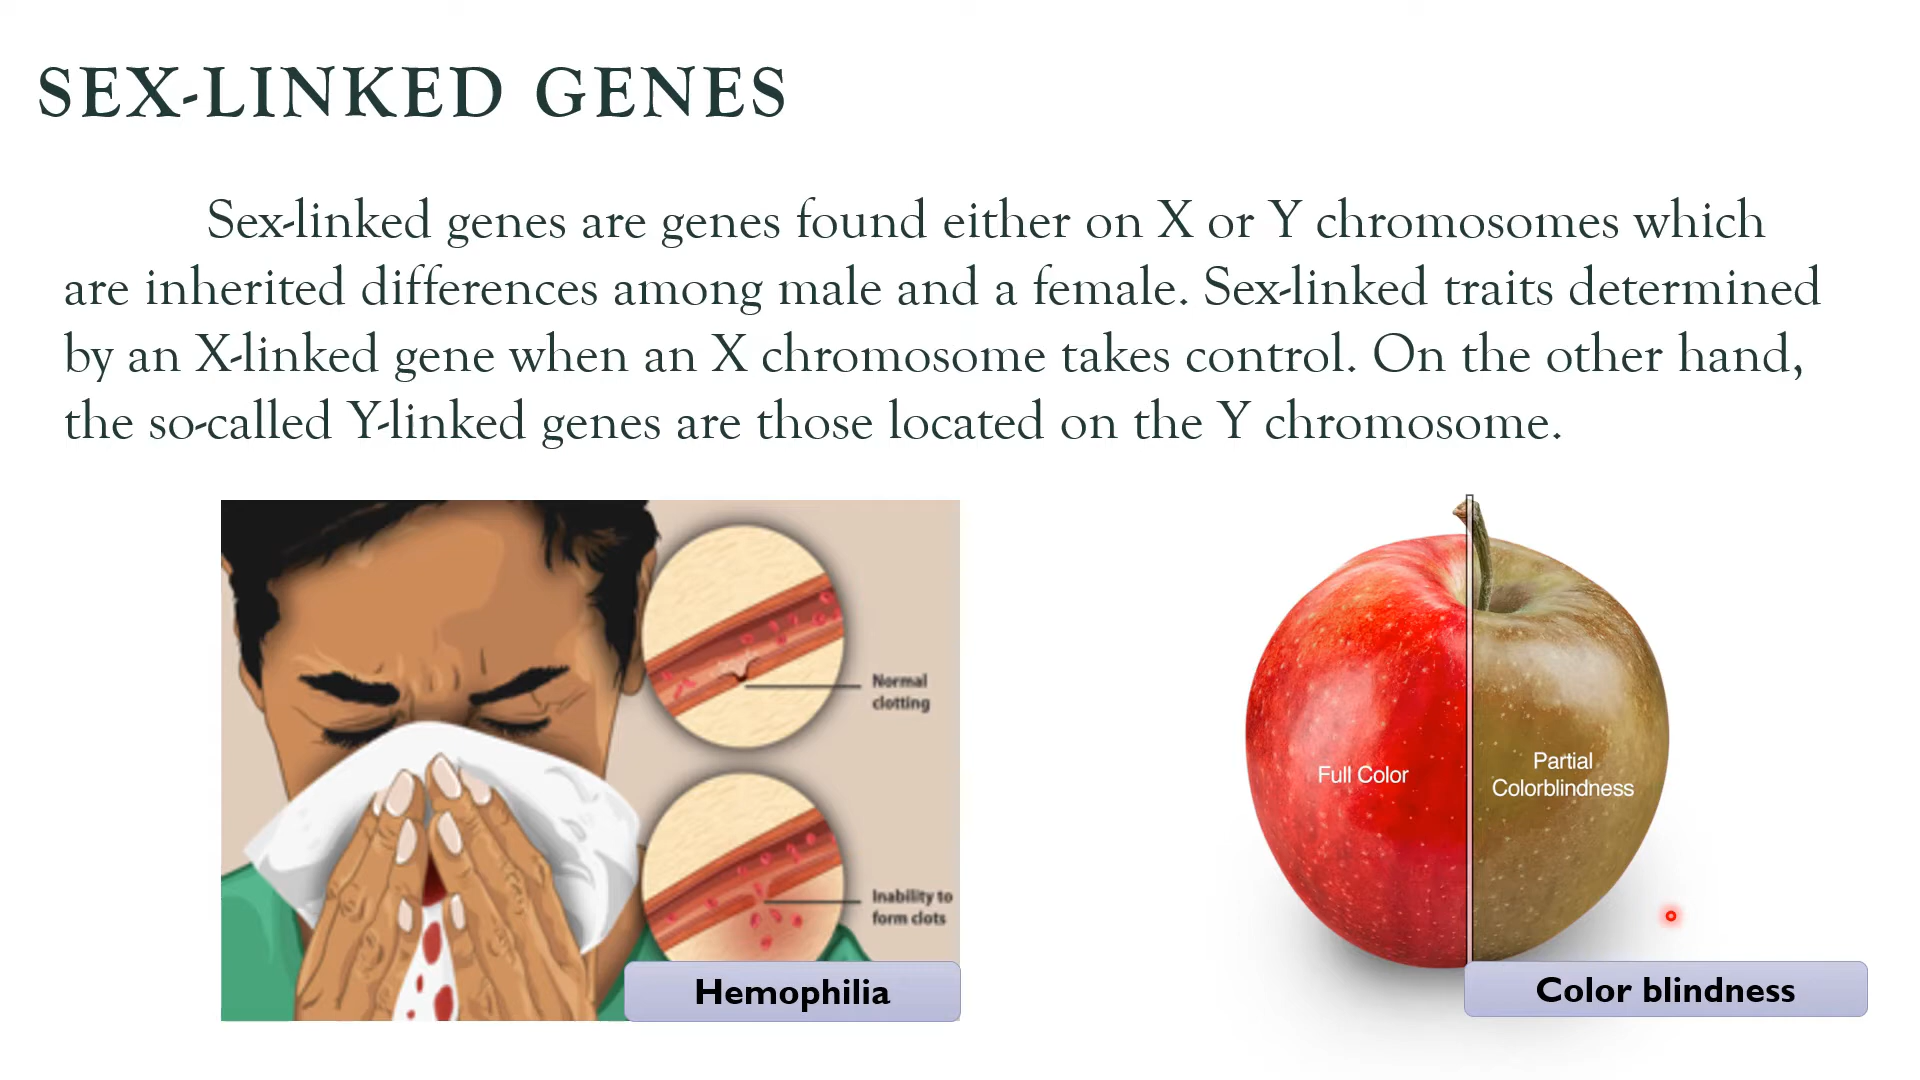 SEX-LINKED GENES
Sex-linked genes are genes found either on X or Y chromosomes which
are inherited differences among male and a female. Sex-linked traits determined
by an X-linked gene when an X chromosome takes control. On the other hand,
the so-called Y-linked genes are those located on the Y chromosome.
Normal
clotting
Inability to
form clots
Hemophilia
Full Color
Partial
Colorblindness
Color blindness